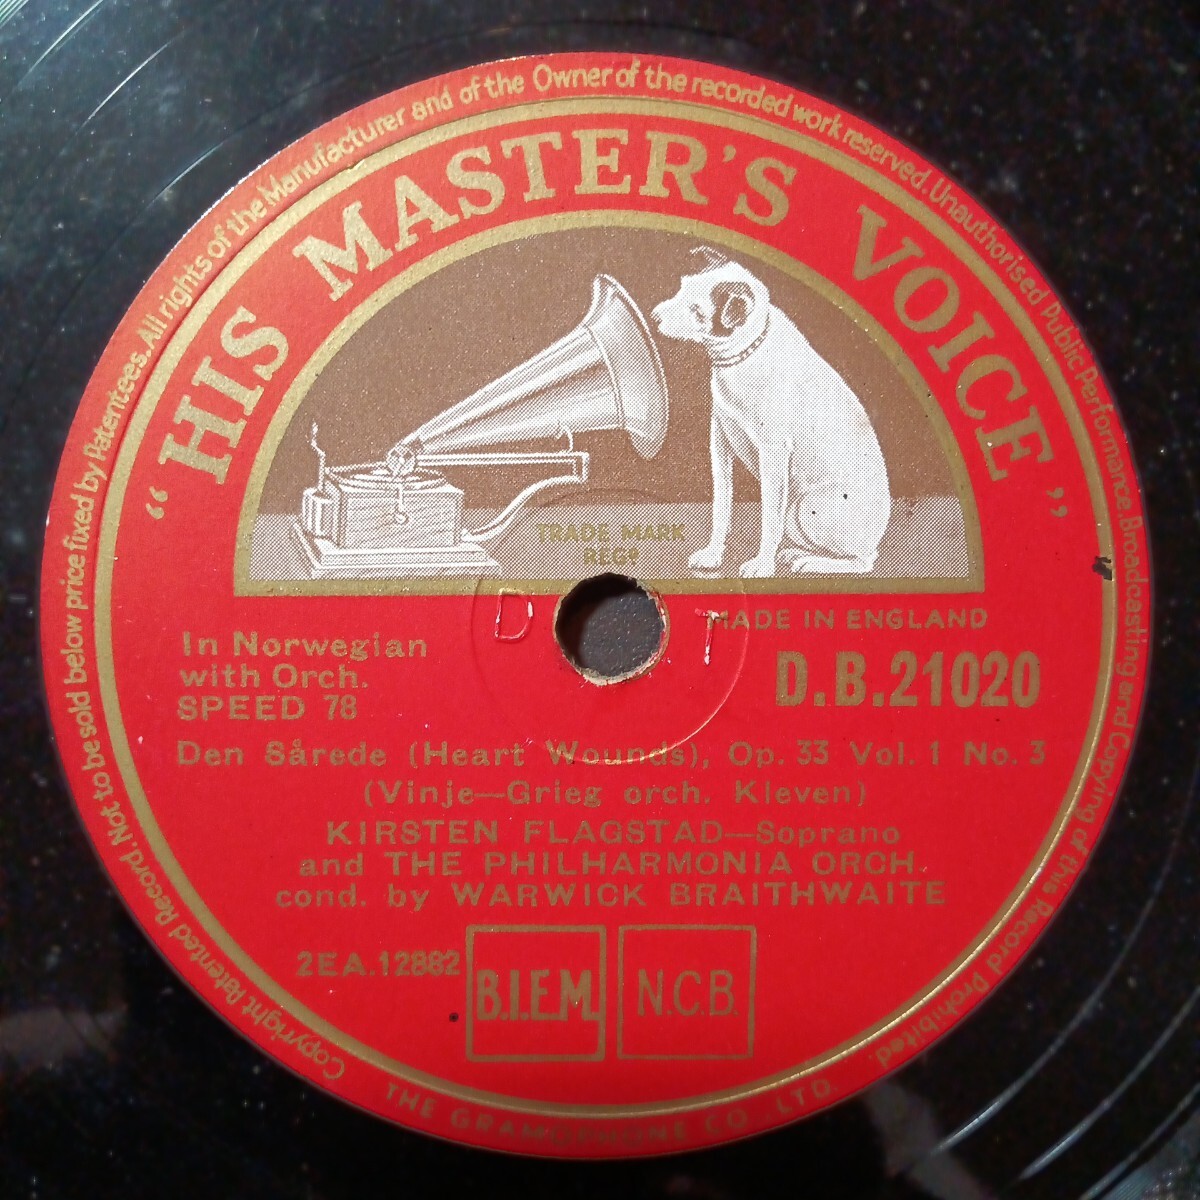 Copyright Patented Record. Not to be sold below price fixed by Patentees. All rights of the Manufacturer and of the Owner of the recorded work reserved. Unauthorised Public Performance. Broadcasting and Copying of this Record prohibited.
"HIS MASTER'S VOICE"
TRADE MARK
REGD
D T
MADE IN ENGLAND
In Norwegian
with Orch.
SPEED 78
D.B.21020
Den Sårede (Heart Wounds), Op. 33 Vol. 1 No. 3
(Vinje—Grieg orch. Kleven)
KIRSTEN FLAGSTAD—Soprano
and THE PHILHARMONIA ORCH.
cond. by WARWICK BRAITHWAITE
2EA.12882
B.I.E.M.
N.C.B.
THE GRAMOPHONE CO. LTD.